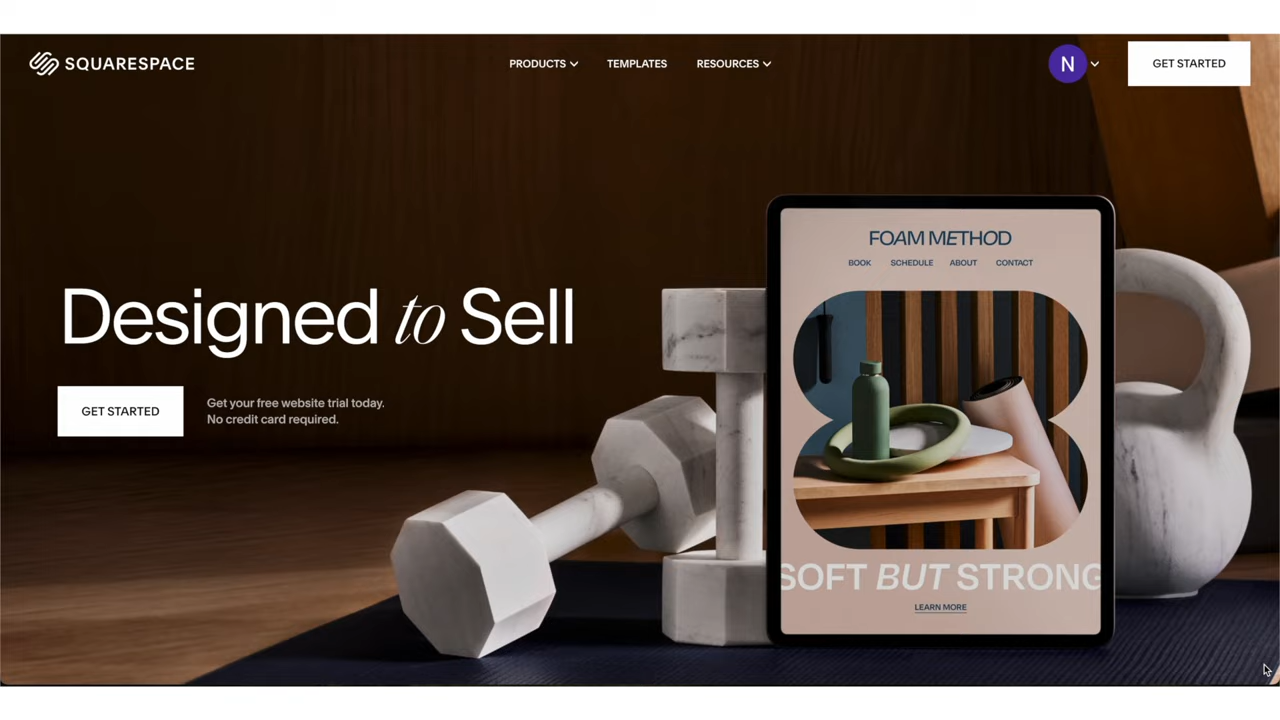 SQUARESPACE
PRODUCTS
TEMPLATES
RESOURCES
N
GET STARTED
Designed to Sell
GET STARTED
Get your free website trial today.
No credit card required.
FOAM METHOD
BOOK SCHEDULE ABOUT CONTACT
SOFT BUT STRONG
LEARN MORE